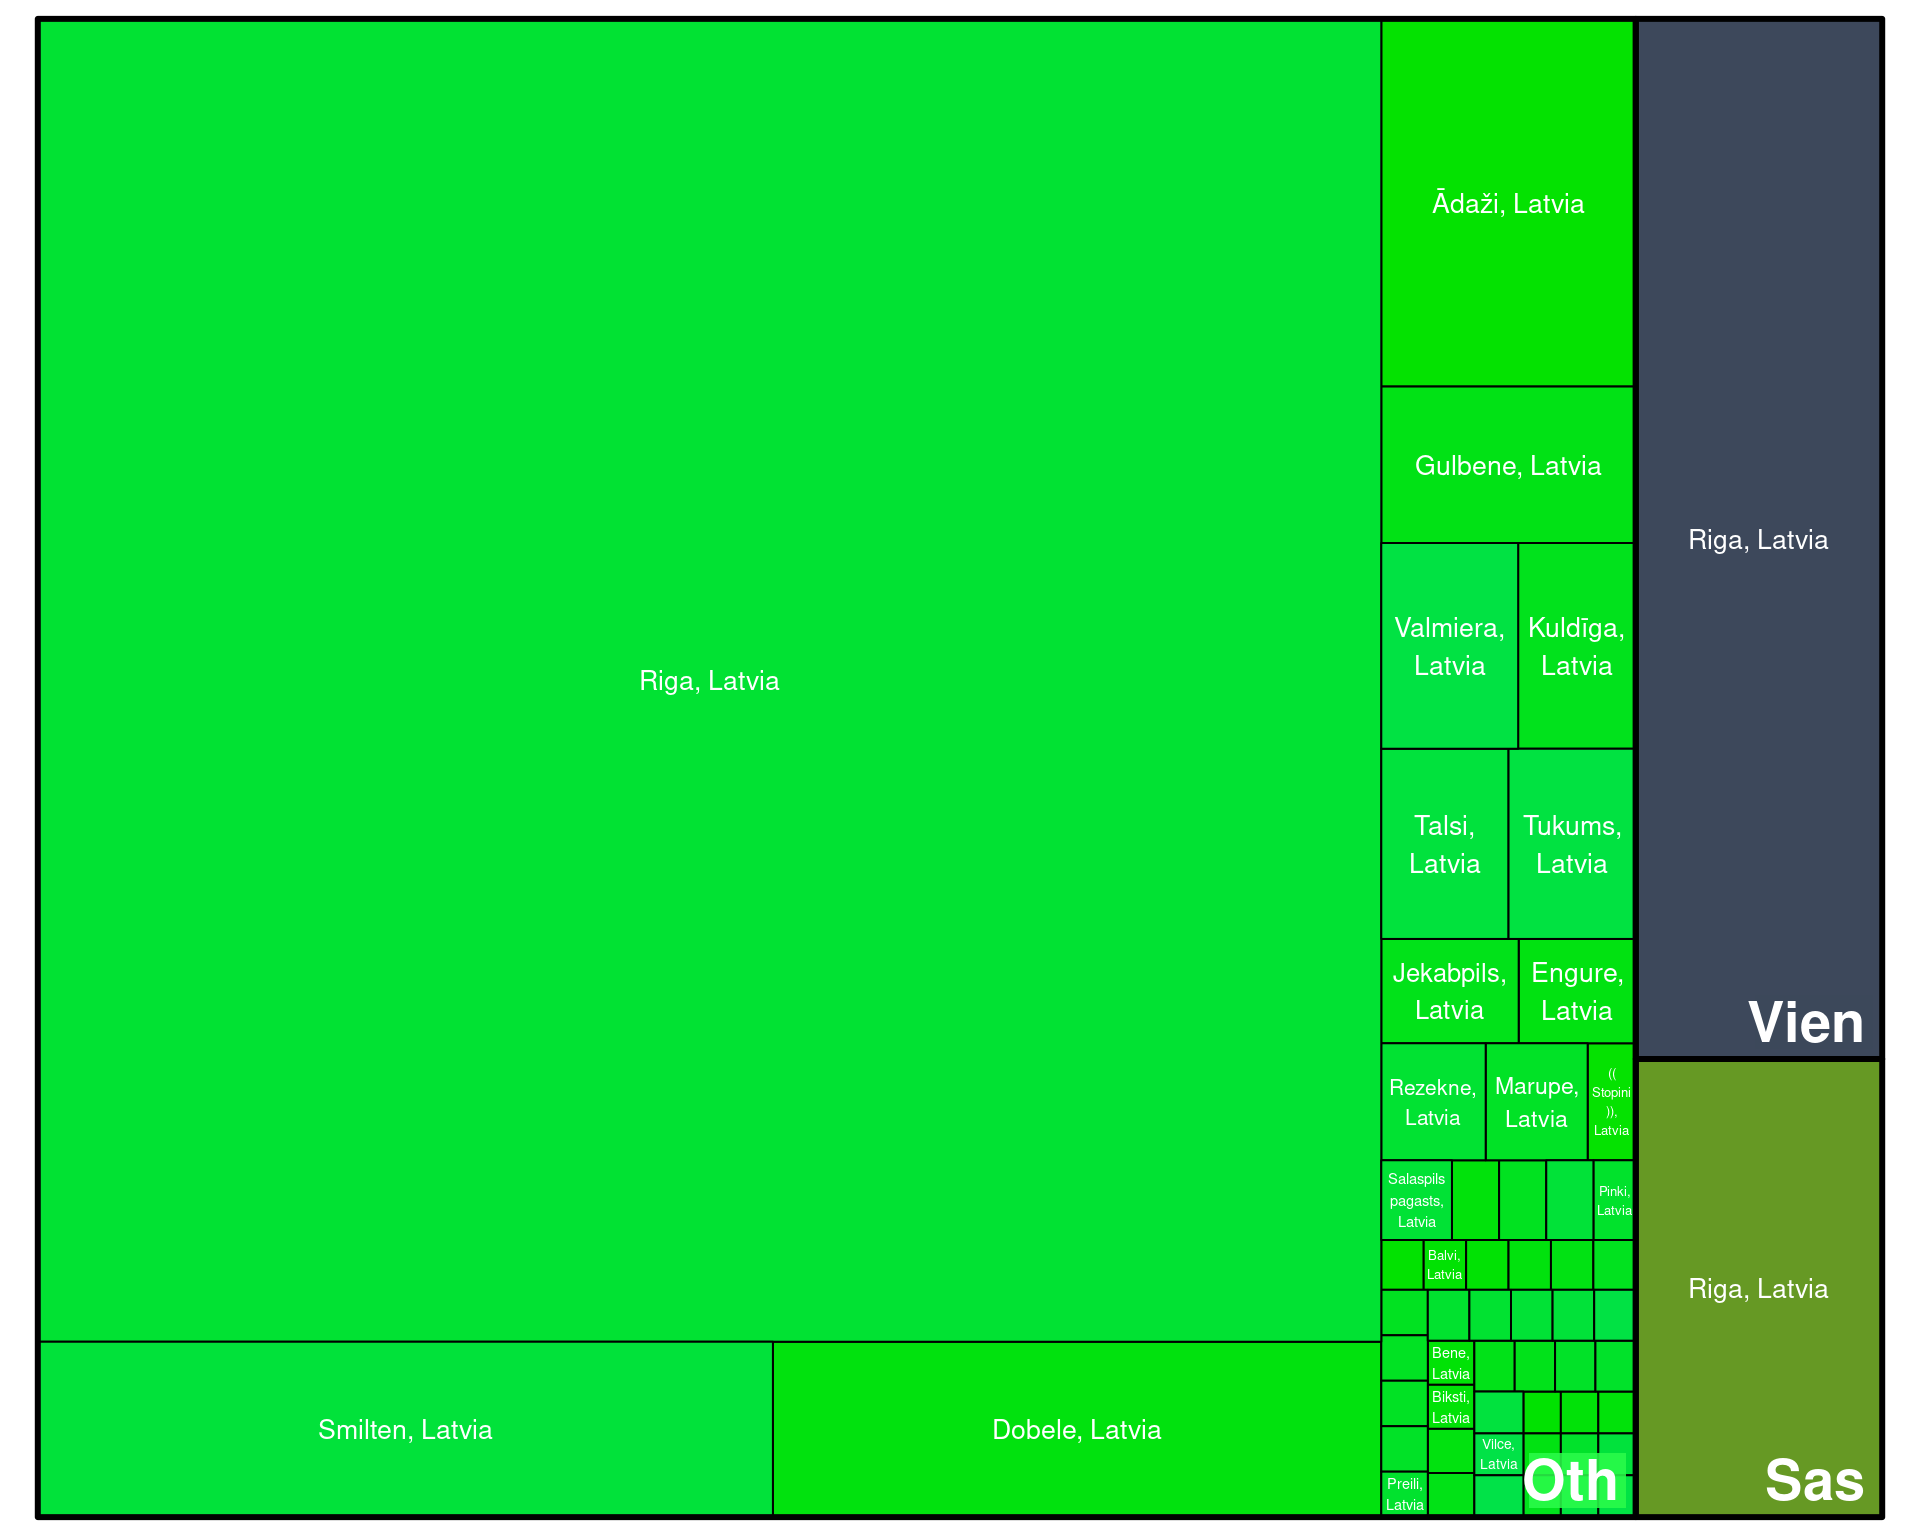 Riga, Latvia
Smilten, Latvia
Dobele, Latvia
Ādaži, Latvia
Gulbene, Latvia
Valmiera,
Latvia
Kuldīga,
Latvia
Talsi,
Latvia
Tukums,
Latvia
Jekabpils,
Latvia
Engure,
Latvia
Rezekne,
Latvia
Marupe,
Latvia
((
Stopini
)),
Latvia
Salaspils
pagasts,
Latvia
Pinki,
Latvia
Balvi,
Latvia
Bene,
Latvia
Biksti,
Latvia
Vilce,
Latvia
Preili,
Latvia
Oth
Riga, Latvia
Vien
Riga, Latvia
Sas